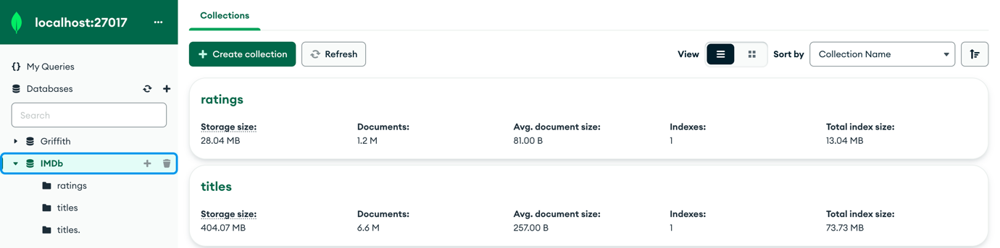 localhost:27017
...
My Queries
Databases
Search
Griffith
IMDb
ratings
titles
titles.
Collections
Create collection
Refresh
View
Sort by
Collection Name
ratings
Storage size: Documents: Avg. document size: Indexes: Total index size:
28.04 MB 1.2 M 81.00 B 1 13.04 MB
titles
Storage size: Documents: Avg. document size: Indexes: Total index size:
404.07 MB 6.6 M 257.00 B 1 73.73 MB